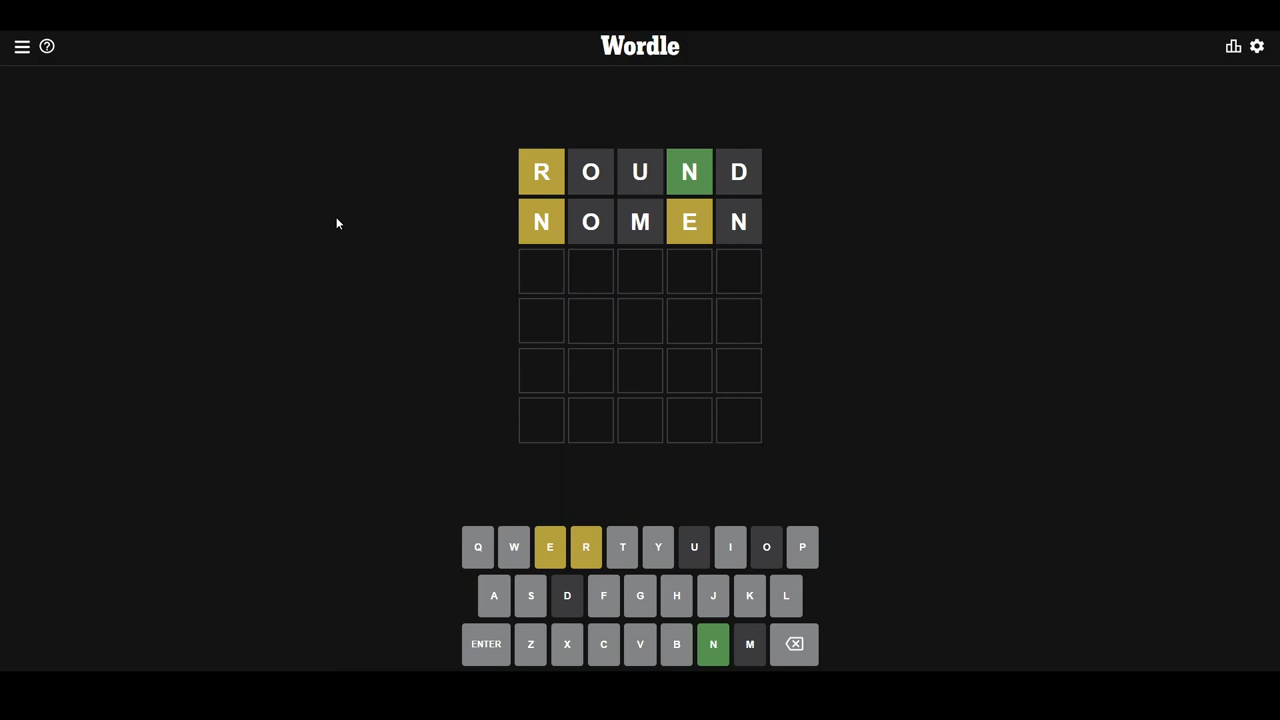 Wordle
R O U N D
N O M E N
Q W E R T Y U I O P
A S D F G H J K L
ENTER Z X C V B N M